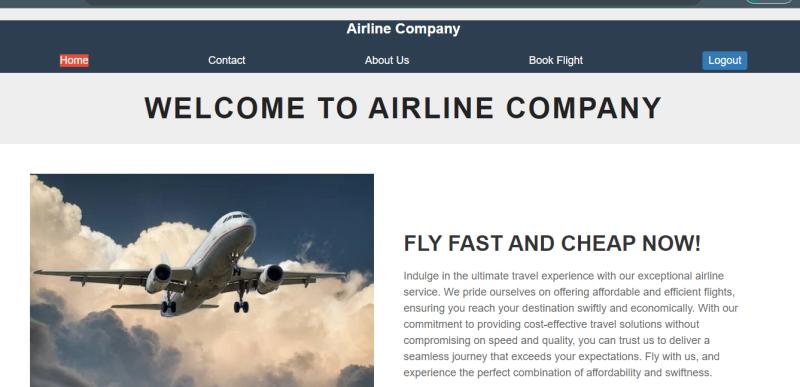 Airline Company
Home Contact About Us Book Flight Logout
WELCOME TO AIRLINE COMPANY
FLY FAST AND CHEAP NOW!
Indulge in the ultimate travel experience with our exceptional airline
service. We pride ourselves on offering affordable and efficient flights,
ensuring you reach your destination swiftly and economically. With our
commitment to providing cost-effective travel solutions without
compromising on speed and quality, you can trust us to deliver a
seamless journey that exceeds your expectations. Fly with us, and
experience the perfect combination of affordability and swiftness.